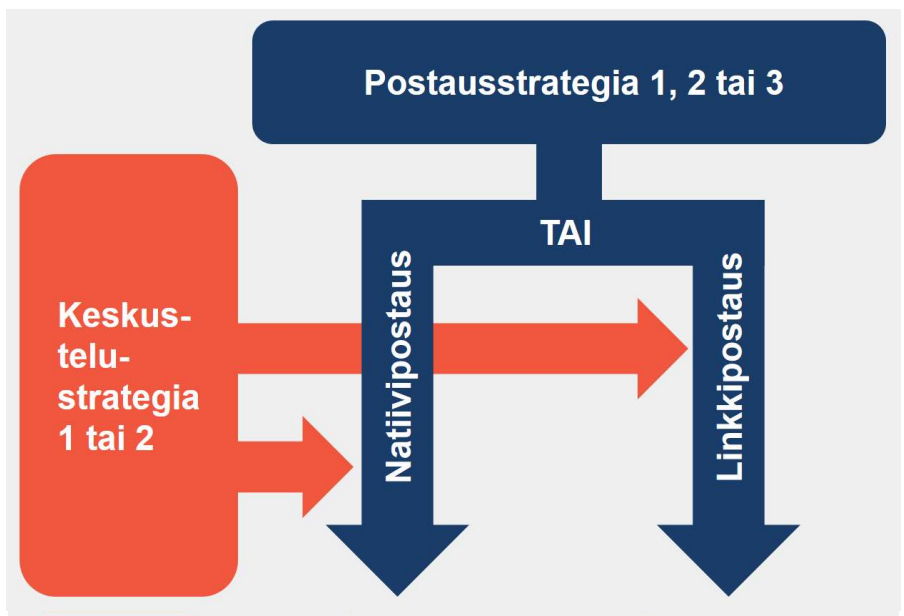 Postausstrategia 1, 2 tai 3
TAI
Natiivipostaus
Linkkipostaus
Keskus-
telu-
strategia
1 tai 2